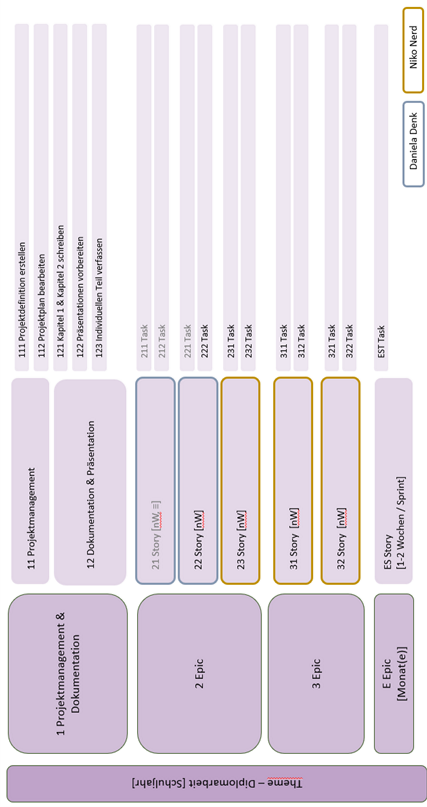 Theme – Diplomarbeit [Schuljahr]
1 Projektmanagement &
Dokumentation
11 Projektmanagement
111 Projektdefinition erstellen
112 Projektplan bearbeiten
12 Dokumentation & Präsentation
121 Kapitel 1 & Kapitel 2 schreiben
122 Präsentationen vorbereiten
123 Individuellen Teil verfassen
2 Epic
21 Story [nW, ≡]
211 Task
212 Task
22 Story [nW]
221 Task
222 Task
23 Story [nW]
231 Task
232 Task
3 Epic
31 Story [nW]
311 Task
312 Task
32 Story [nW]
321 Task
322 Task
E Epic
[Monat(e)]
ES Story
[1-2 Wochen / Sprint]
EST Task
Daniela Denk
Niko Nerd